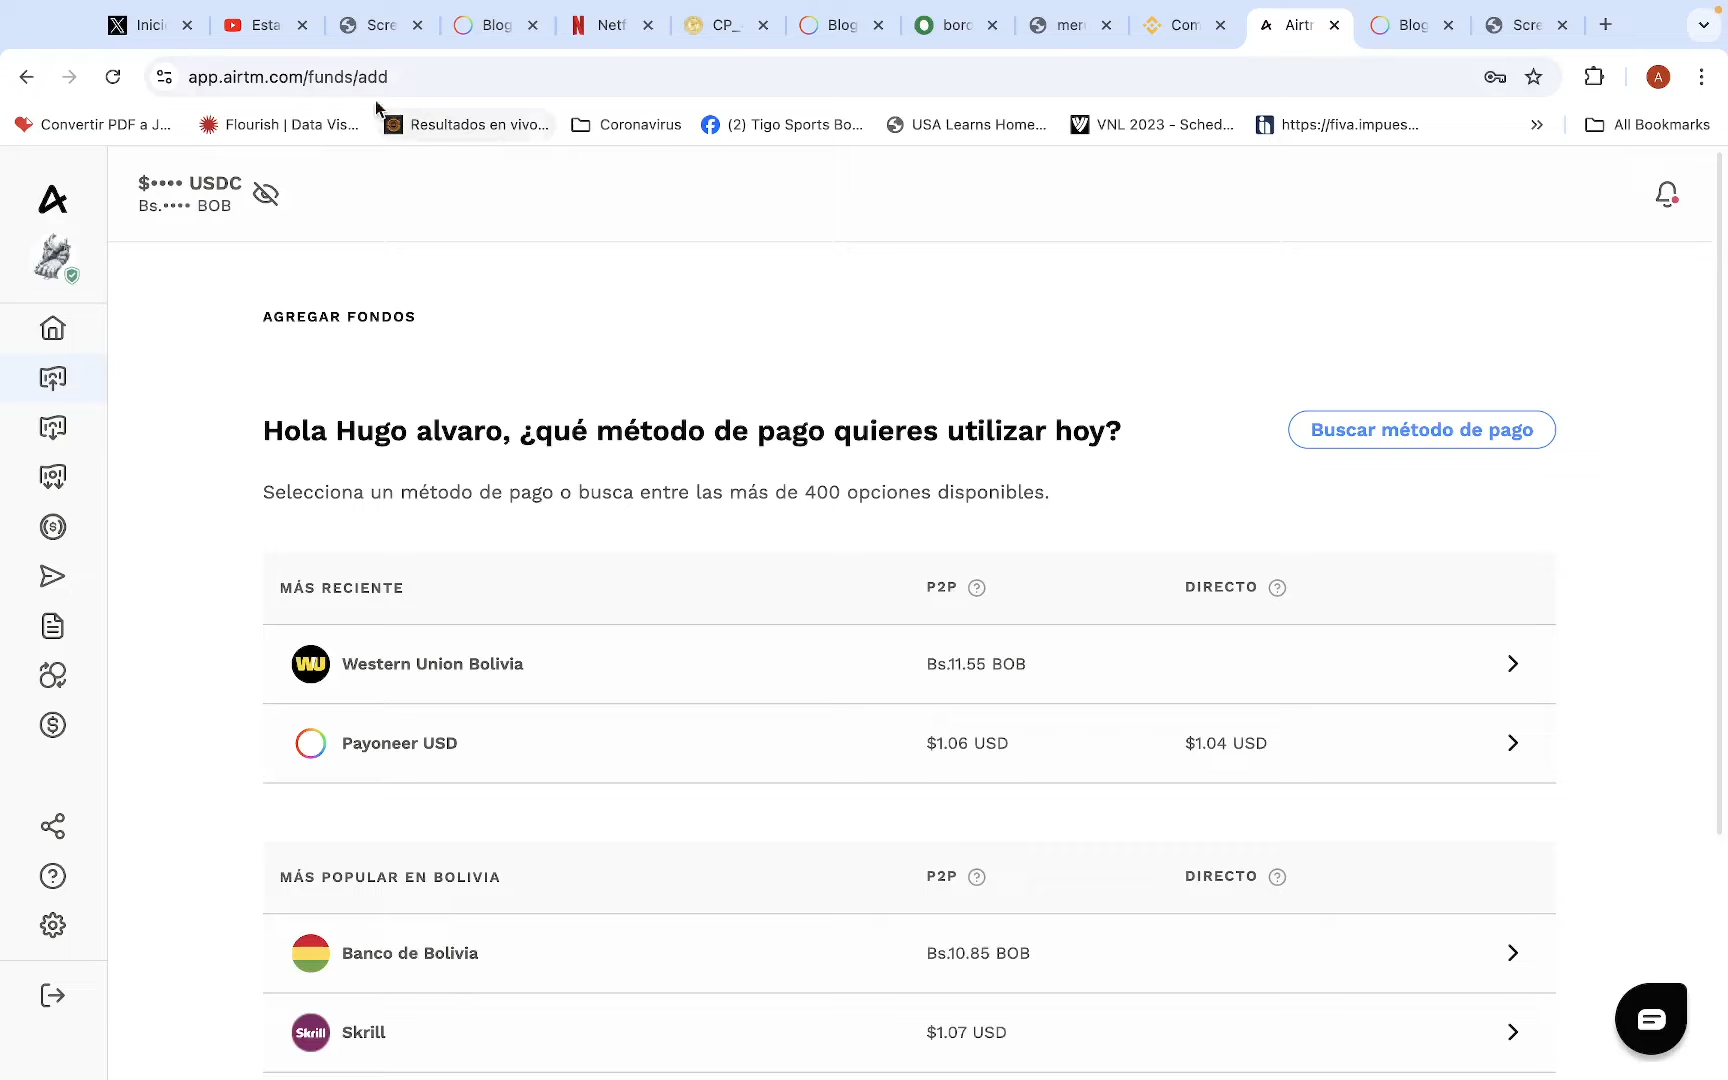 Inici
Esta
Scre
Blog
Netf
CP_
Blog
borc
mer
Com
Airtr
Blog
Scre
app.airtm.com/funds/add
A
Convertir PDF a J...
Flourish | Data Vis...
Resultados en vivo...
Coronavirus
(2) Tigo Sports Bo...
USA Learns Home...
VNL 2023 - Sched...
https://fiva.impues...
All Bookmarks
$•••• USDC
Bs.•••• BOB
AGREGAR FONDOS
Hola Hugo alvaro, ¿qué método de pago quieres utilizar hoy?
Buscar método de pago
Selecciona un método de pago o busca entre las más de 400 opciones disponibles.
MÁS RECIENTE P2P DIRECTO
WU Western Union Bolivia Bs.11.55 BOB
Payoneer USD $1.06 USD $1.04 USD
MÁS POPULAR EN BOLIVIA P2P DIRECTO
Banco de Bolivia Bs.10.85 BOB
Skrill Skrill $1.07 USD